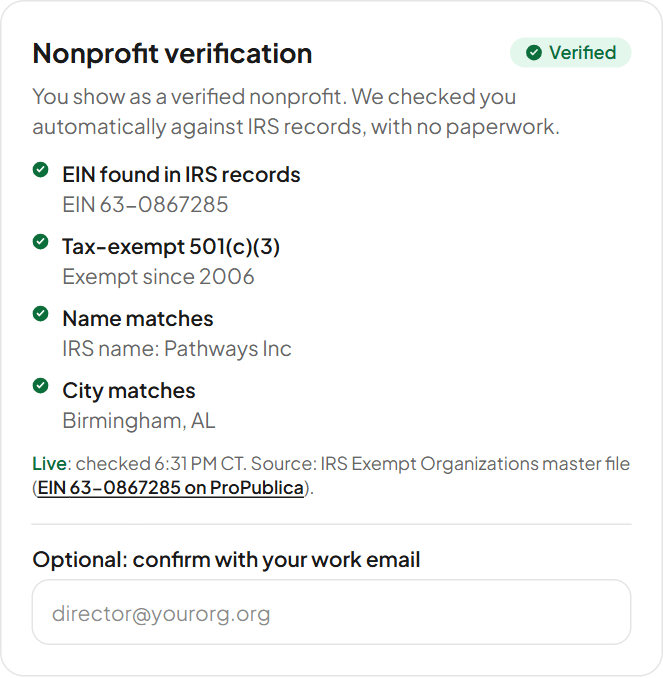 Nonprofit verification
Verified
You show as a verified nonprofit. We checked you
automatically against IRS records, with no paperwork.
EIN found in IRS records
EIN 63–0867285
Tax-exempt 501(c)(3)
Exempt since 2006
Name matches
IRS name: Pathways Inc
City matches
Birmingham, AL
Live: checked 6:31 PM CT. Source: IRS Exempt Organizations master file
(EIN 63–0867285 on ProPublica).
Optional: confirm with your work email
director@yourorg.org